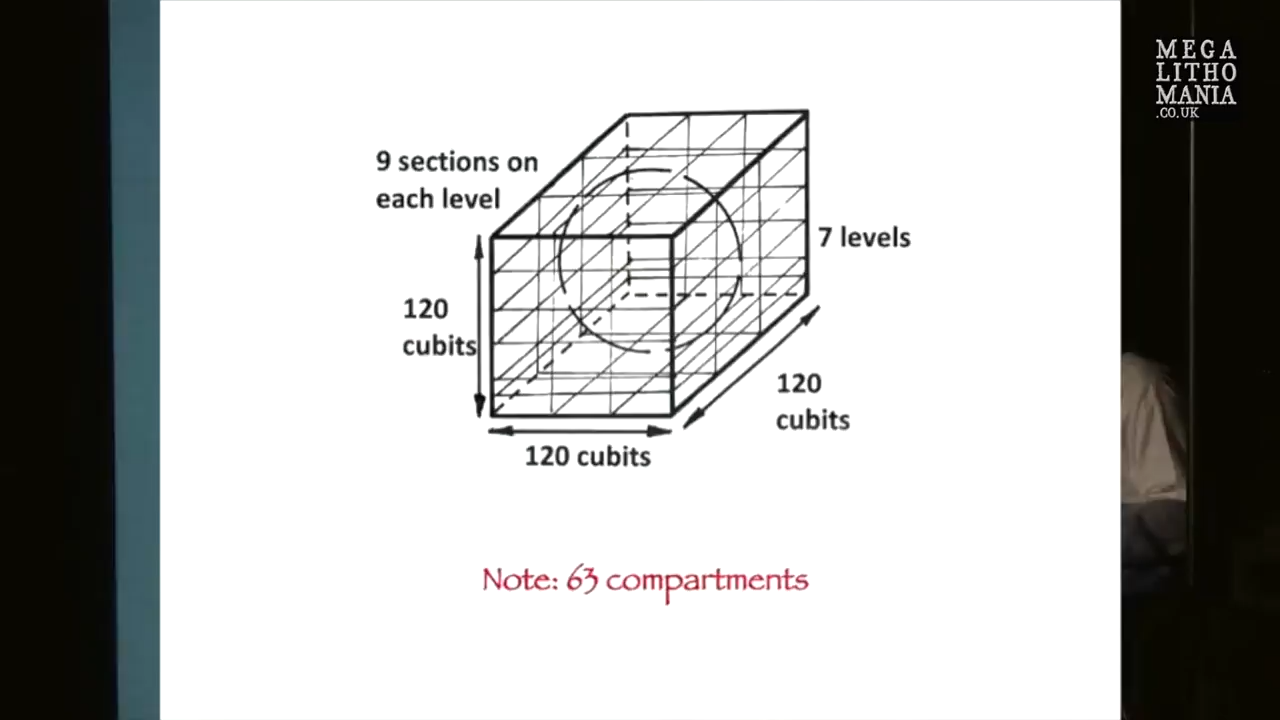 MEGA
LITHO
MANIA
.CO.UK
9 sections on
each level
7 levels
120
cubits
120
cubits
120 cubits
Note: 63 compartments